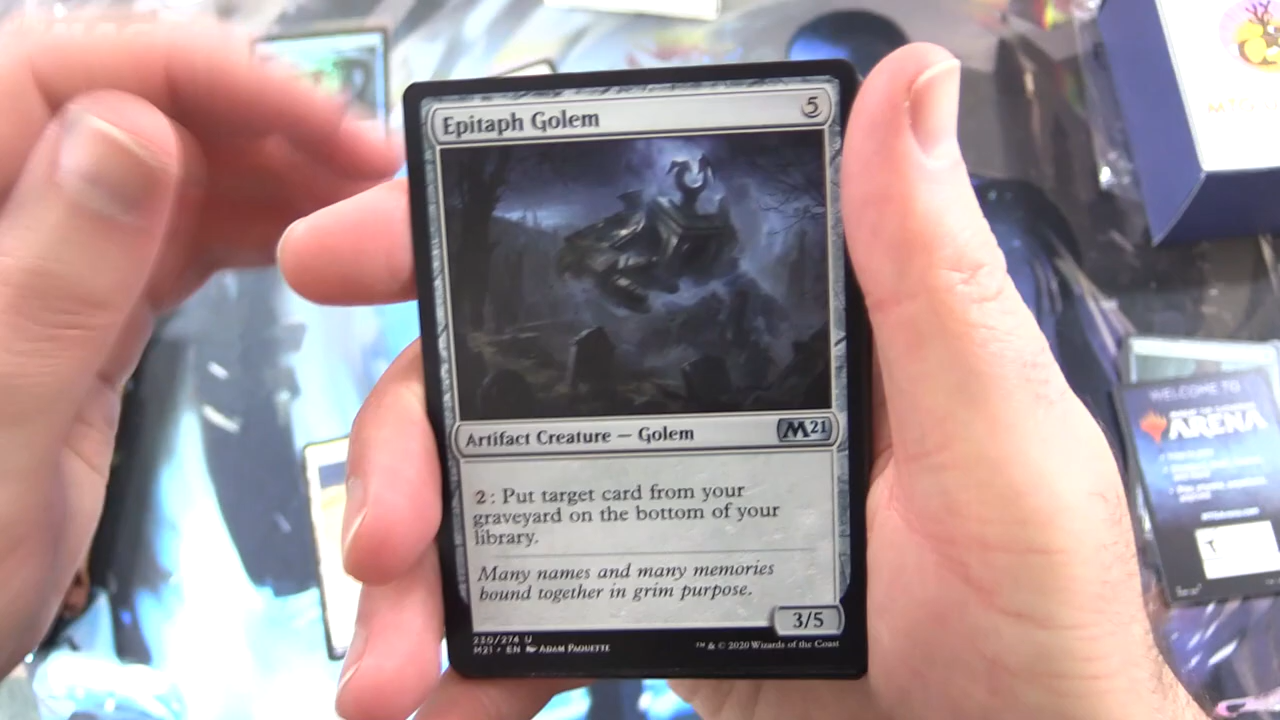 Epitaph Golem
5
Artifact Creature — Golem
M21
2: Put target card from your
graveyard on the bottom of your
library.
Many names and many memories
bound together in grim purpose.
3/5
230/274 U
M21 • EN ADAM PAQUETTE
™ & © 2020 Wizards of the Coast
WELCOME TO
ARENA
T